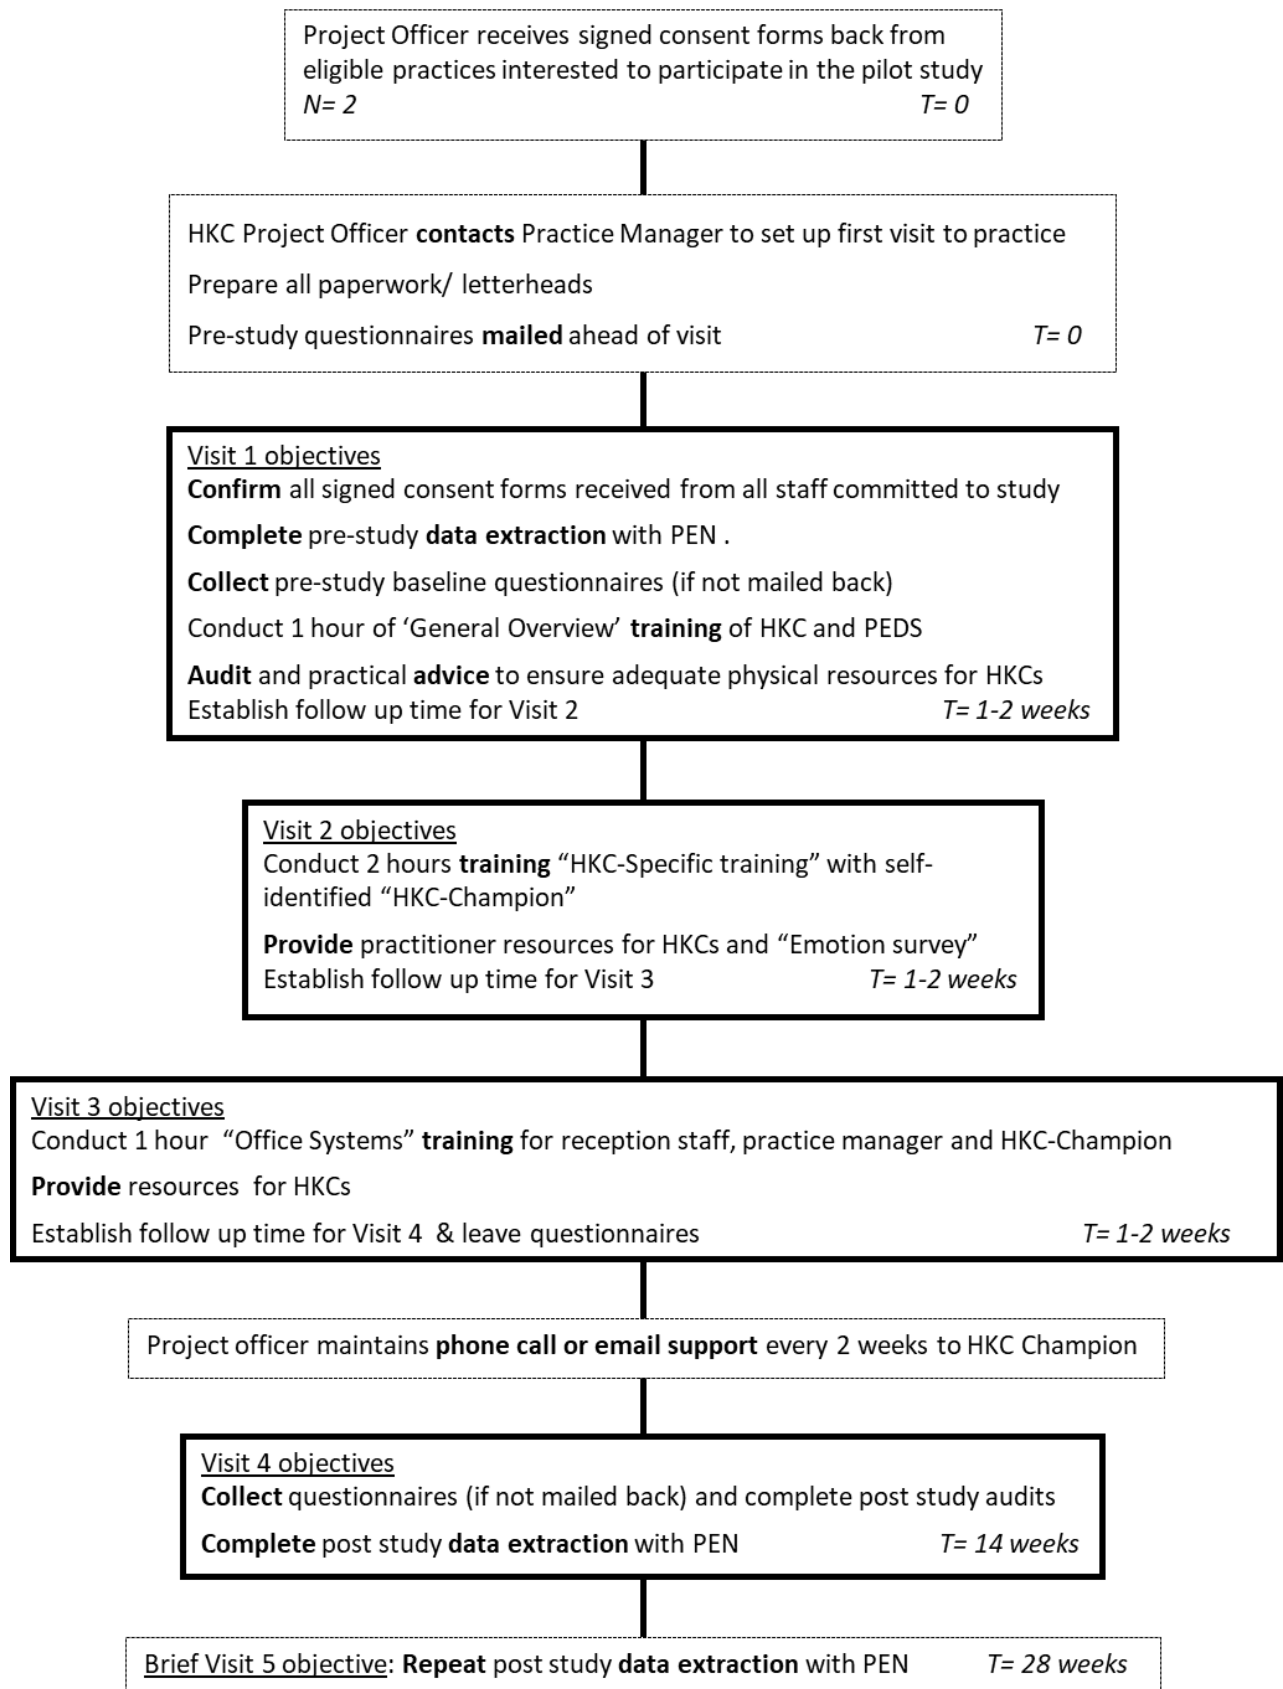 Project Officer receives signed consent forms back from
eligible practices interested to participate in the pilot study
N= 2 T= 0
HKC Project Officer contacts Practice Manager to set up first visit to practice
Prepare all paperwork/ letterheads
Pre-study questionnaires mailed ahead of visit T= 0
Visit 1 objectives
Confirm all signed consent forms received from all staff committed to study
Complete pre-study data extraction with PEN .
Collect pre-study baseline questionnaires (if not mailed back)
Conduct 1 hour of ‘General Overview’ training of HKC and PEDS
Audit and practical advice to ensure adequate physical resources for HKCs
Establish follow up time for Visit 2 T= 1-2 weeks
Visit 2 objectives
Conduct 2 hours training “HKC-Specific training” with self-
identified “HKC-Champion”
Provide practitioner resources for HKCs and “Emotion survey”
Establish follow up time for Visit 3 T= 1-2 weeks
Visit 3 objectives
Conduct 1 hour “Office Systems” training for reception staff, practice manager and HKC-Champion
Provide resources for HKCs
Establish follow up time for Visit 4 & leave questionnaires T= 1-2 weeks
Project officer maintains phone call or email support every 2 weeks to HKC Champion
Visit 4 objectives
Collect questionnaires (if not mailed back) and complete post study audits
Complete post study data extraction with PEN T= 14 weeks
Brief Visit 5 objective: Repeat post study data extraction with PEN T= 28 weeks